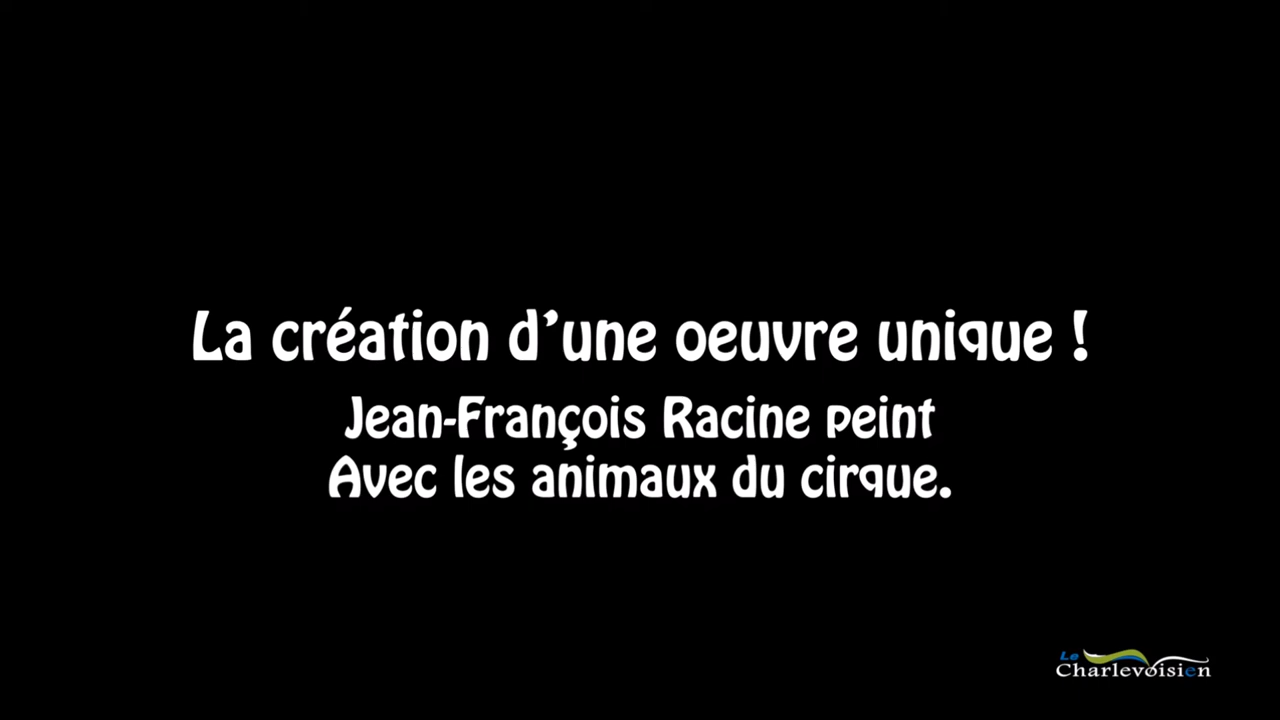 La création d’une oeuvre unique !
Jean-François Racine peint
Avec les animaux du cirque.
Le
Charlevoisien